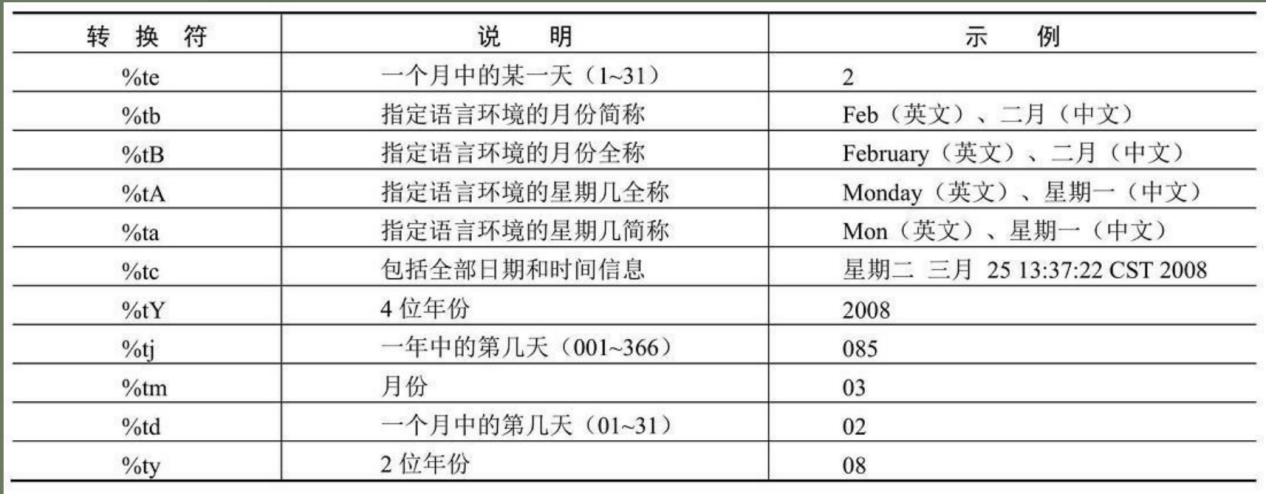 转 换 符 说 明 示 例
%te 一个月中的某一天（1~31） 2
%tb 指定语言环境的月份简称 Feb（英文）、二月（中文）
%tB 指定语言环境的月份全称 February（英文）、二月（中文）
%tA 指定语言环境的星期几全称 Monday（英文）、星期一（中文）
%ta 指定语言环境的星期几简称 Mon（英文）、星期一（中文）
%tc 包括全部日期和时间信息 星期二 三月 25 13:37:22 CST 2008
%tY 4 位年份 2008
%tj 一年中的第几天（001~366） 085
%tm 月份 03
%td 一个月中的第几天（01~31） 02
%ty 2 位年份 08